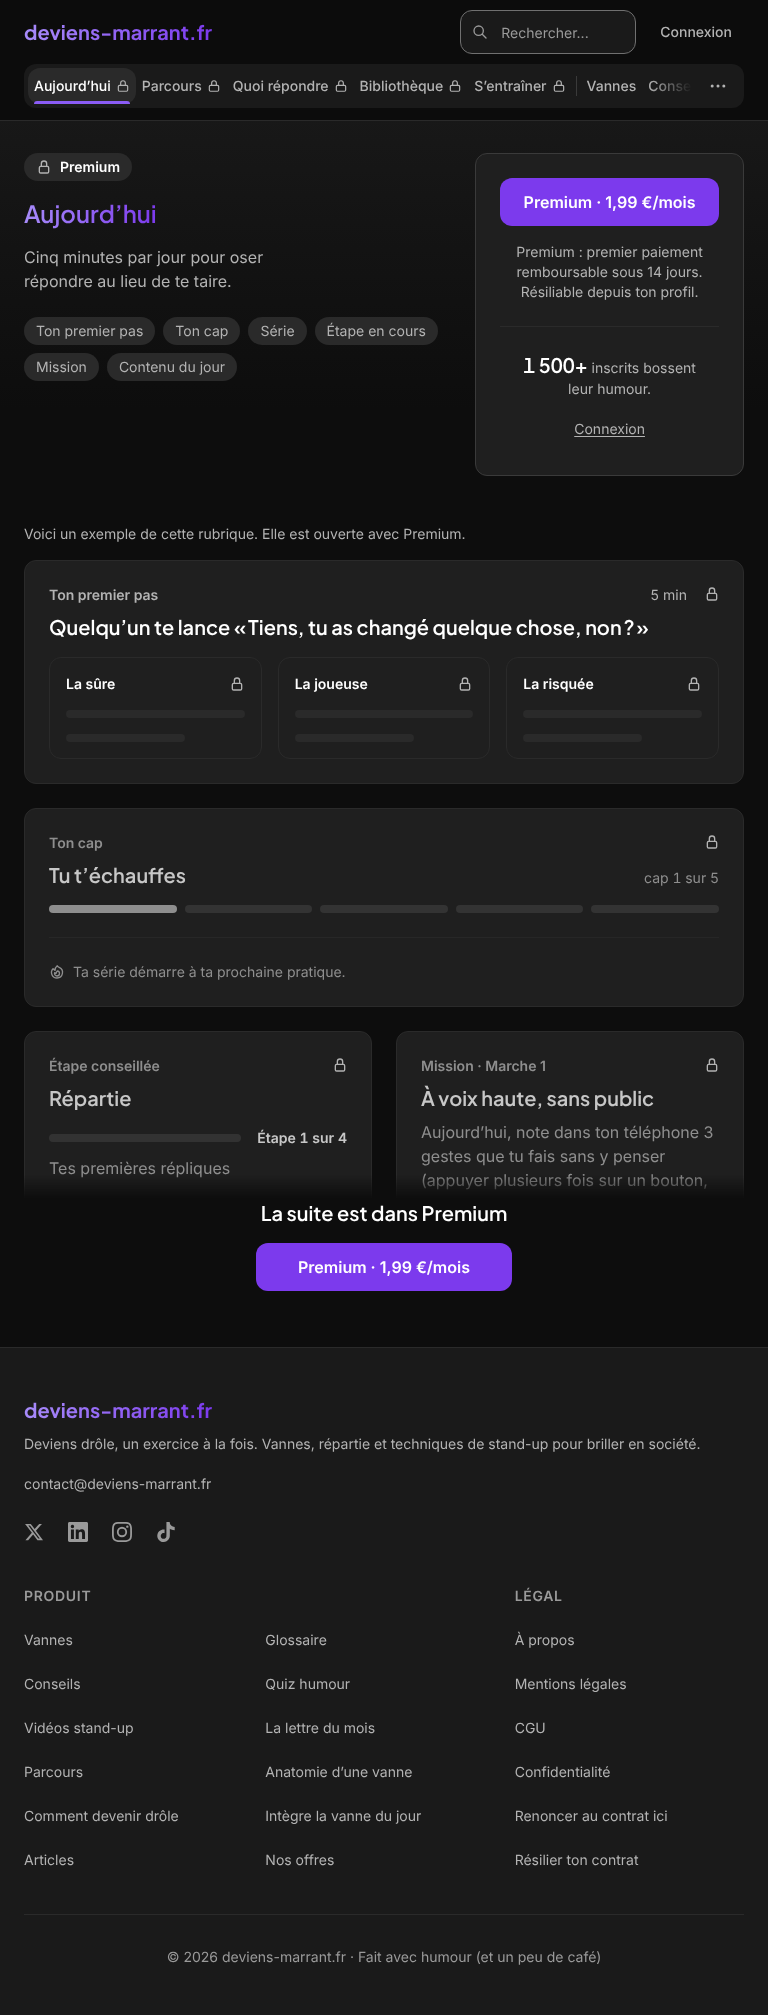 deviens-marrant.fr
Rechercher...
Connexion
Aujourd’hui
Parcours
Quoi répondre
Bibliothèque
S’entraîner
Vannes
Conse
Premium
Aujourd’hui
Cinq minutes par jour pour oser
répondre au lieu de te taire.
Ton premier pas
Ton cap
Série
Étape en cours
Mission
Contenu du jour
Premium · 1,99 €/mois
Premium : premier paiement
remboursable sous 14 jours.
Résiliable depuis ton profil.
1 500+ inscrits bossent
leur humour.
Connexion
Voici un exemple de cette rubrique. Elle est ouverte avec Premium.
Ton premier pas
5 min
Quelqu’un te lance « Tiens, tu as changé quelque chose, non ? »
La sûre
La joueuse
La risquée
Ton cap
Tu t’échauffes
cap 1 sur 5
Ta série démarre à ta prochaine pratique.
Étape conseillée
Répartie
Étape 1 sur 4
Tes premières répliques
Mission · Marche 1
À voix haute, sans public
Aujourd’hui, note dans ton téléphone 3
gestes que tu fais sans y penser
(appuyer plusieurs fois sur un bouton,
La suite est dans Premium
Premium · 1,99 €/mois
deviens-marrant.fr
Deviens drôle, un exercice à la fois. Vannes, répartie et techniques de stand-up pour briller en société.
contact@deviens-marrant.fr
PRODUIT
Vannes
Conseils
Vidéos stand-up
Parcours
Comment devenir drôle
Articles
Glossaire
Quiz humour
La lettre du mois
Anatomie d’une vanne
Intègre la vanne du jour
Nos offres
LÉGAL
À propos
Mentions légales
CGU
Confidentialité
Renoncer au contrat ici
Résilier ton contrat
© 2026 deviens-marrant.fr · Fait avec humour (et un peu de café)